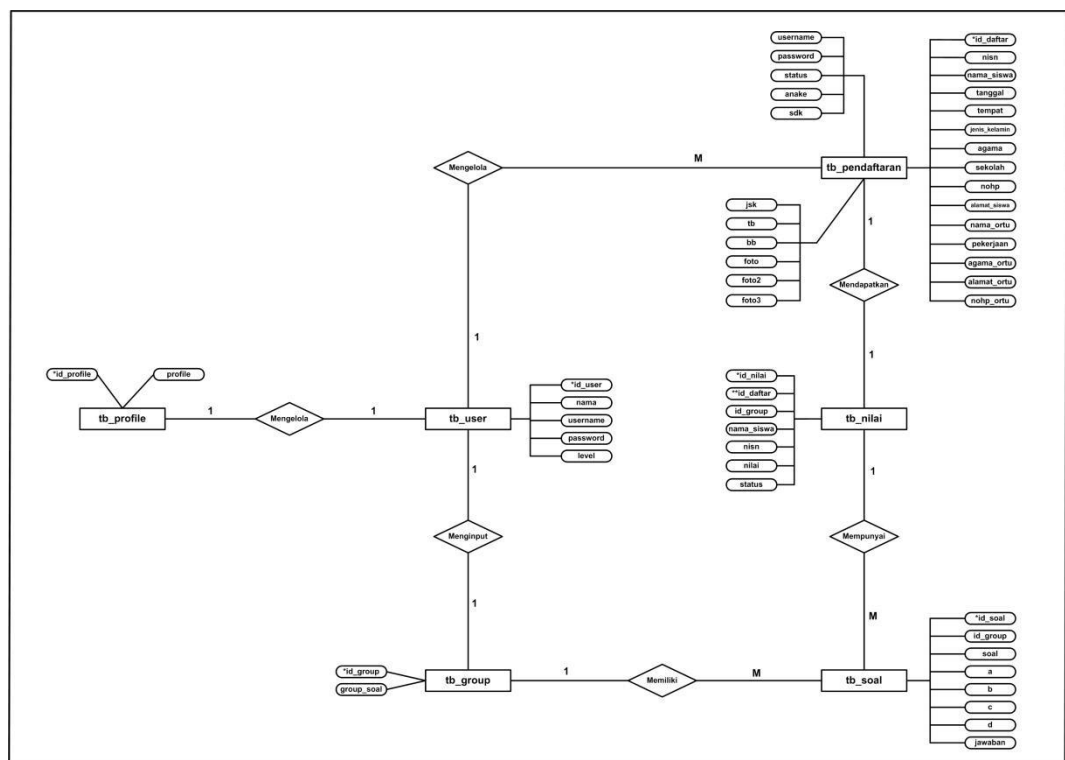 username
password
status
anake
sdk
*id_daftar
nisn
nama_siswa
tanggal
tempat
jenis_kelamin
agama
sekolah
nohp
alamat_siswa
nama_ortu
pekerjaan
agama_ortu
alamat_ortu
nohp_ortu
Mengelola
M
tb_pendaftaran
jsk
tb
bb
foto
foto2
foto3
1
Mendapatkan
1
1
*id_profile
profile
tb_profile
1
Mengelola
1
tb_user
*id_user
nama
username
password
level
*id_nilai
**id_daftar
id_group
nama_siswa
nisn
nilai
status
tb_nilai
1
1
Menginput
Mempunyai
1
M
*id_group
group_soal
tb_group
1
Memiliki
M
tb_soal
*id_soal
id_group
soal
a
b
c
d
jawaban